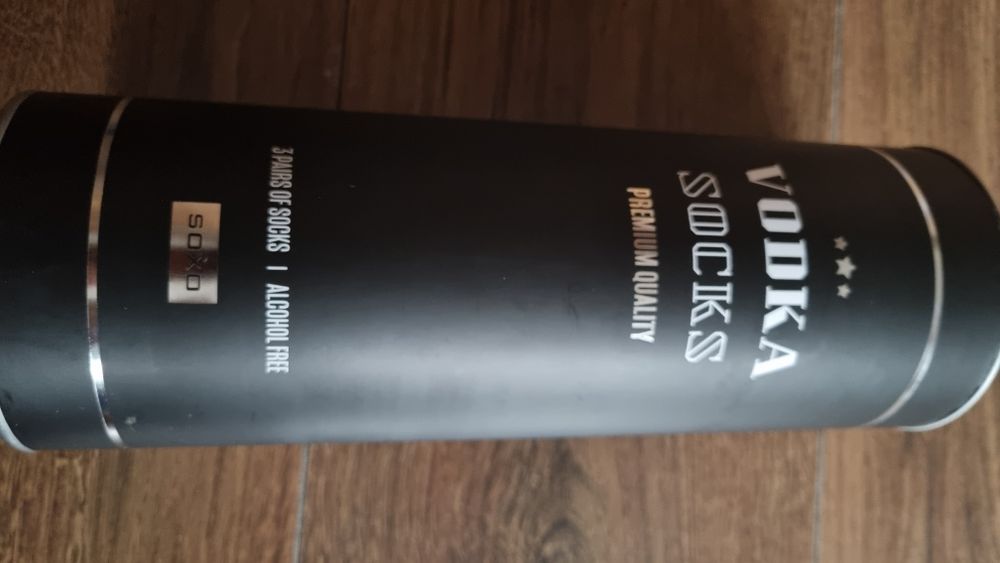 VODKA
SOCKS
PREMIUM QUALITY
3 PAIRS OF SOCKS | ALCOHOL FREE
SOXO